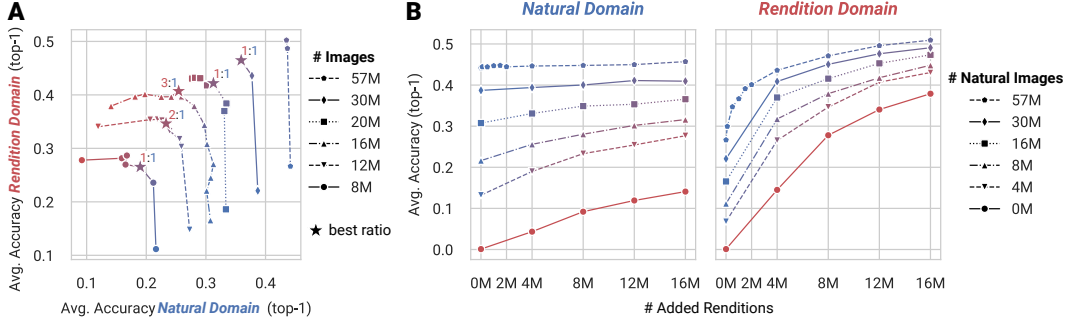 A
Avg. Accuracy Rendition Domain (top-1)
0.5
0.4
0.3
0.2
0.1
1:1
3:1
1:1
2:1
1:1
0.1 0.2 0.3 0.4
Avg. Accuracy Natural Domain (top-1)
# Images
57M
30M
20M
16M
12M
8M
best ratio
B
Natural Domain
Rendition Domain
Avg. Accuracy (top-1)
0.5
0.4
0.3
0.2
0.1
0.0
0M 2M 4M 8M 12M 16M
0M 2M 4M 8M 12M 16M
# Added Renditions
# Natural Images
57M
30M
16M
8M
4M
0M